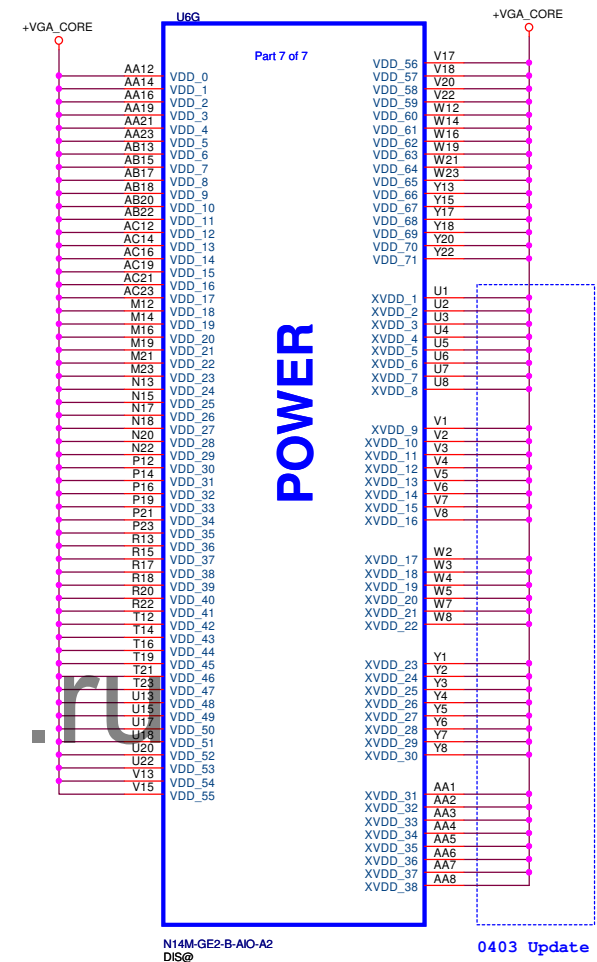 +VGA_CORE
U6G
+VGA_CORE
Part 7 of 7
AA12 VDD_0
AA14 VDD_1
AA16 VDD_2
AA19 VDD_3
AA21 VDD_4
AA23 VDD_5
AB13 VDD_6
AB15 VDD_7
AB17 VDD_8
AB18 VDD_9
AB20 VDD_10
AB22 VDD_11
AC12 VDD_12
AC14 VDD_13
AC16 VDD_14
AC19 VDD_15
AC21 VDD_16
AC23 VDD_17
M12 VDD_18
M14 VDD_19
M16 VDD_20
M19 VDD_21
M21 VDD_22
M23 VDD_23
N13 VDD_24
N15 VDD_25
N17 VDD_26
N18 VDD_27
N20 VDD_28
N22 VDD_29
P12 VDD_30
P14 VDD_31
P16 VDD_32
P19 VDD_33
P21 VDD_34
P23 VDD_35
R13 VDD_36
R15 VDD_37
R17 VDD_38
R18 VDD_39
R20 VDD_40
R22 VDD_41
T12 VDD_42
T14 VDD_43
T16 VDD_44
T19 VDD_45
T21 VDD_46
T23 VDD_47
U13 VDD_48
U15 VDD_49
U17 VDD_50
U18 VDD_51
U20 VDD_52
U22 VDD_53
V13 VDD_54
V15 VDD_55
.ru
POWER
VDD_56 V17
VDD_57 V18
VDD_58 V20
VDD_59 V22
VDD_60 W12
VDD_61 W14
VDD_62 W16
VDD_63 W19
VDD_64 W21
VDD_65 W23
VDD_66 Y13
VDD_67 Y15
VDD_68 Y17
VDD_69 Y18
VDD_70 Y20
VDD_71 Y22
XVDD_1 U1
XVDD_2 U2
XVDD_3 U3
XVDD_4 U4
XVDD_5 U5
XVDD_6 U6
XVDD_7 U7
XVDD_8 U8
XVDD_9 V1
XVDD_10 V2
XVDD_11 V3
XVDD_12 V4
XVDD_13 V5
XVDD_14 V6
XVDD_15 V7
XVDD_16 V8
XVDD_17 W2
XVDD_18 W3
XVDD_19 W4
XVDD_20 W5
XVDD_21 W7
XVDD_22 W8
XVDD_23 Y1
XVDD_24 Y2
XVDD_25 Y3
XVDD_26 Y4
XVDD_27 Y5
XVDD_28 Y6
XVDD_29 Y7
XVDD_30 Y8
XVDD_31 AA1
XVDD_32 AA2
XVDD_33 AA3
XVDD_34 AA4
XVDD_35 AA5
XVDD_36 AA6
XVDD_37 AA7
XVDD_38 AA8
N14M-GE2-B-AIO-A2
DIS@
0403 Update